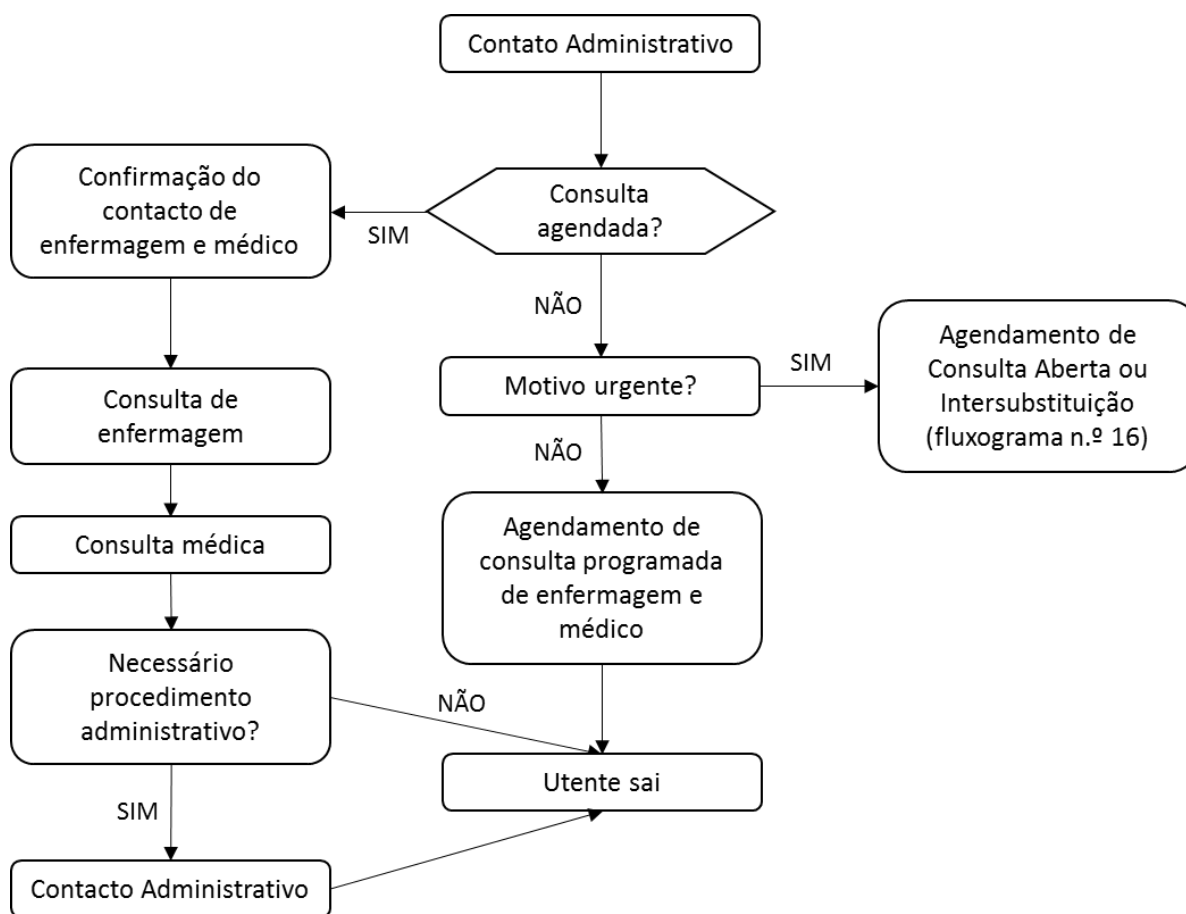 Contato Administrativo
Consulta
agendada?
SIM
Confirmação do
contacto de
enfermagem e médico
Consulta de
enfermagem
Consulta médica
Necessário
procedimento
administrativo?
NÃO
SIM
Contacto Administrativo
NÃO
Motivo urgente?
SIM
Agendamento de
Consulta Aberta ou
Intersubstituição
(fluxograma n.º 16)
NÃO
Agendamento de
consulta programada
de enfermagem e
médico
Utente sai